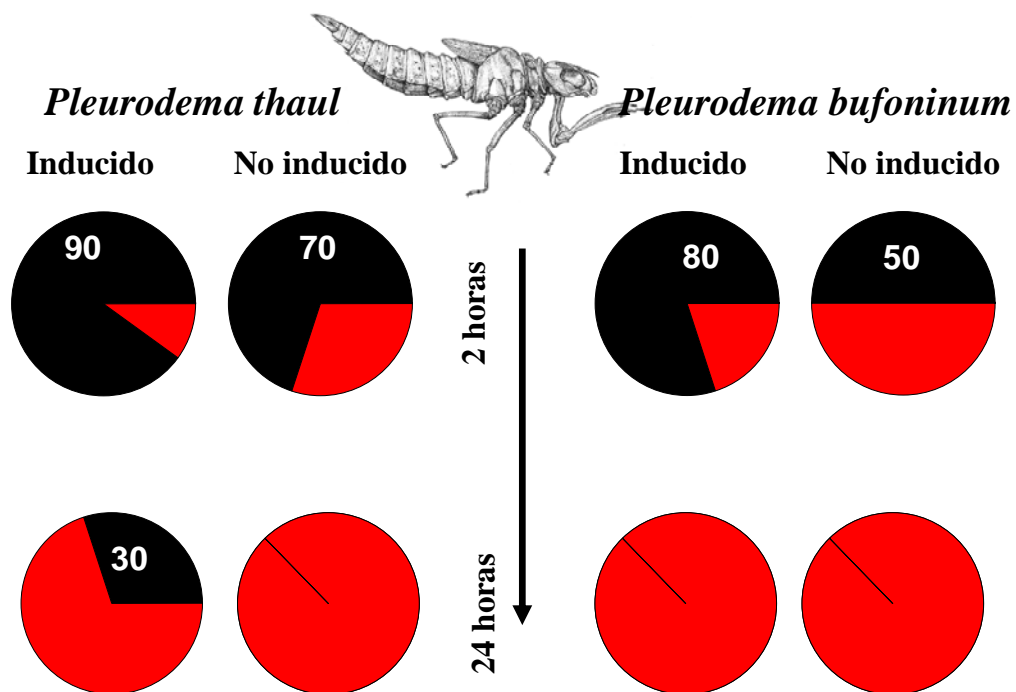 Pleurodema thaul
Pleurodema bufoninum
Inducido
No inducido
Inducido
No inducido
90
70
80
50
2 horas
30
24 horas